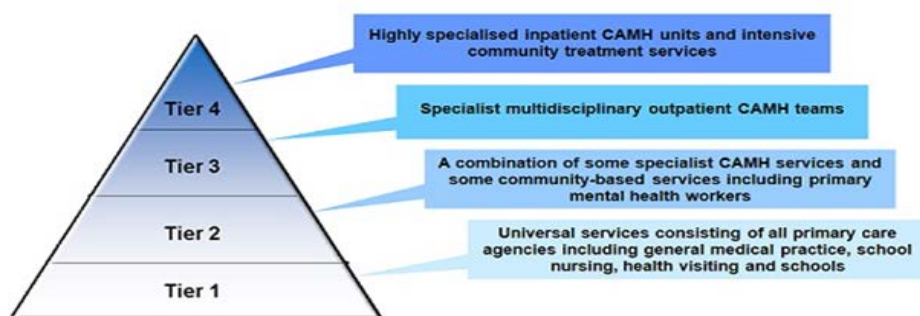 Highly specialised inpatient CAMH units and intensive
community treatment services
Tier 4
Specialist multidisciplinary outpatient CAMH teams
Tier 3
A combination of some specialist CAMH services and
some community-based services including primary
mental health workers
Tier 2
Universal services consisting of all primary care
agencies including general medical practice, school
nursing, health visiting and schools
Tier 1